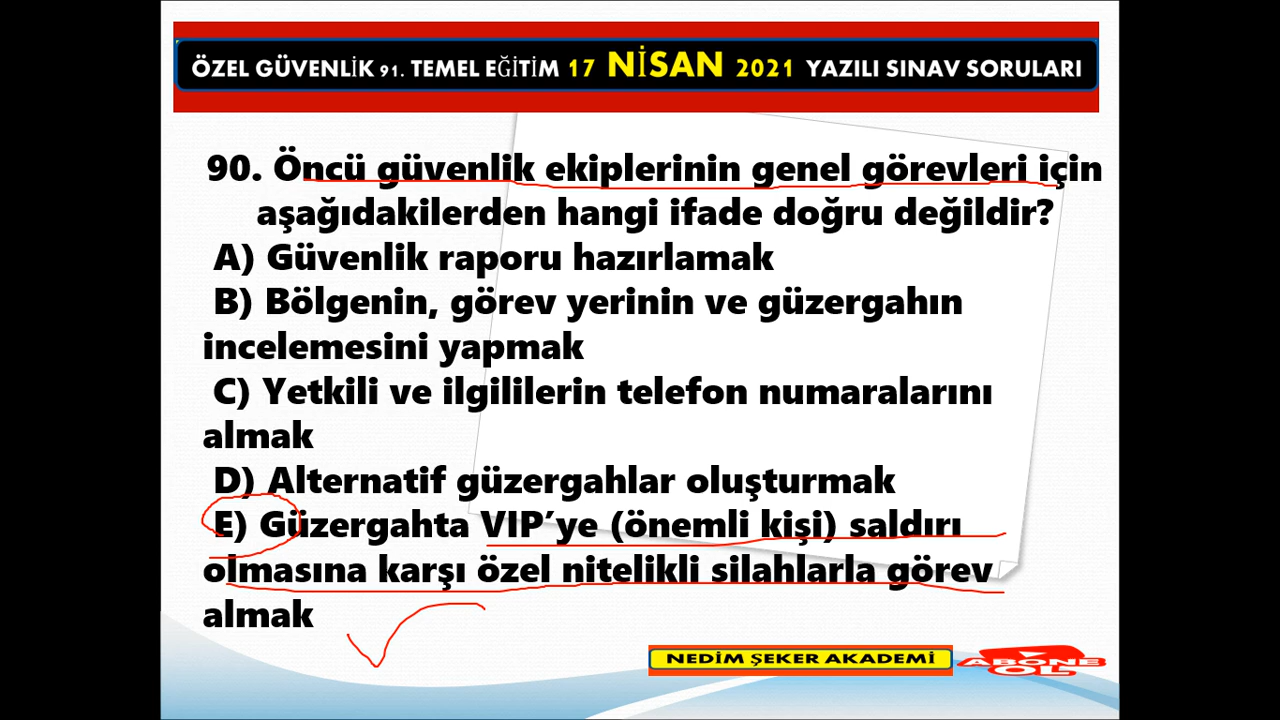 ÖZEL GÜVENLİK 91. TEMEL EĞİTİM 17 NİSAN 2021 YAZILI SINAV SORULARI
90. Öncü güvenlik ekiplerinin genel görevleri için
aşağıdakilerden hangi ifade doğru değildir?
A) Güvenlik raporu hazırlamak
B) Bölgenin, görev yerinin ve güzergahın
incelemesini yapmak
C) Yetkili ve ilgililerin telefon numaralarını
almak
D) Alternatif güzergahlar oluşturmak
E) Güzergahta VIP’ye (önemli kişi) saldırı
olmasına karşı özel nitelikli silahlarla görev
almak
NEDİM ŞEKER AKADEMİ
ABONE
OL